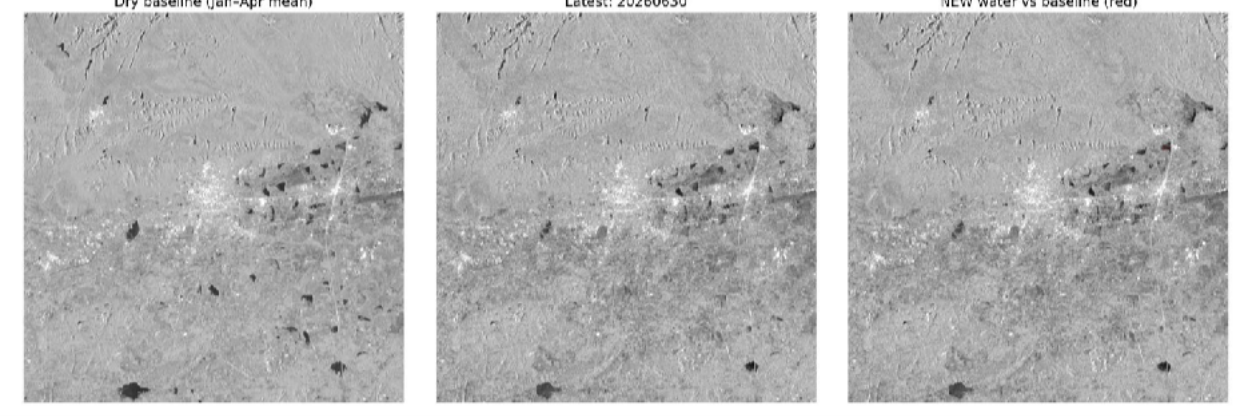 Dry baseline (Jan–Apr mean)
Latest: 20260630
NEW water vs baseline (red)